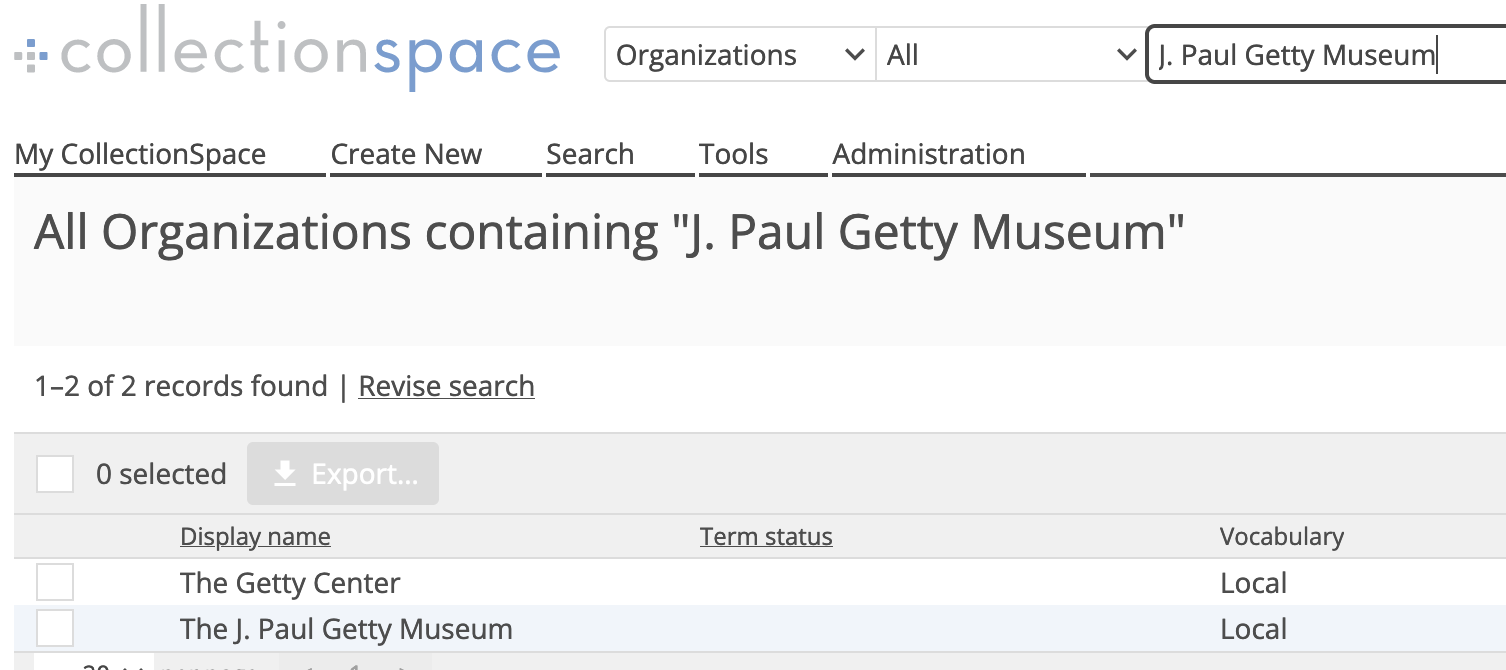 collectionspace
Organizations All J. Paul Getty Museum
My CollectionSpace Create New Search Tools Administration
All Organizations containing "J. Paul Getty Museum"
1–2 of 2 records found | Revise search
0 selected Export...
Display name Term status Vocabulary
The Getty Center Local
The J. Paul Getty Museum Local